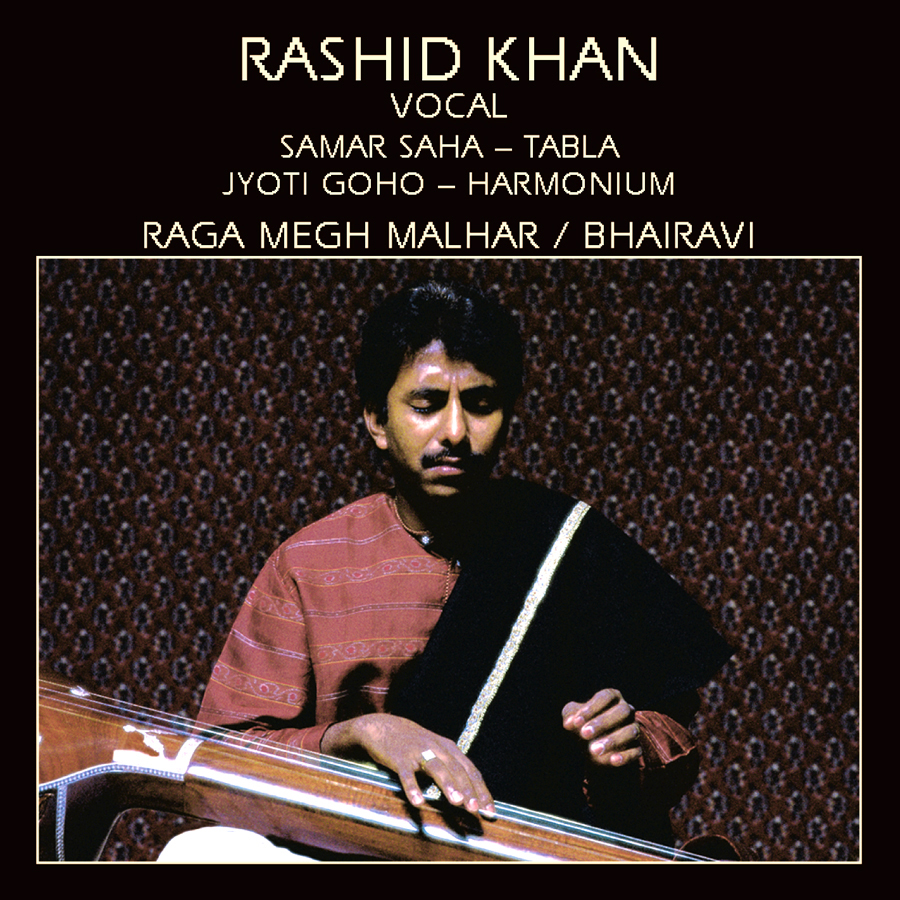 RASHID KHAN
VOCAL
SAMAR SAHA – TABLA
JYOTI GOHO – HARMONIUM
RAGA MEGH MALHAR / BHAIRAVI